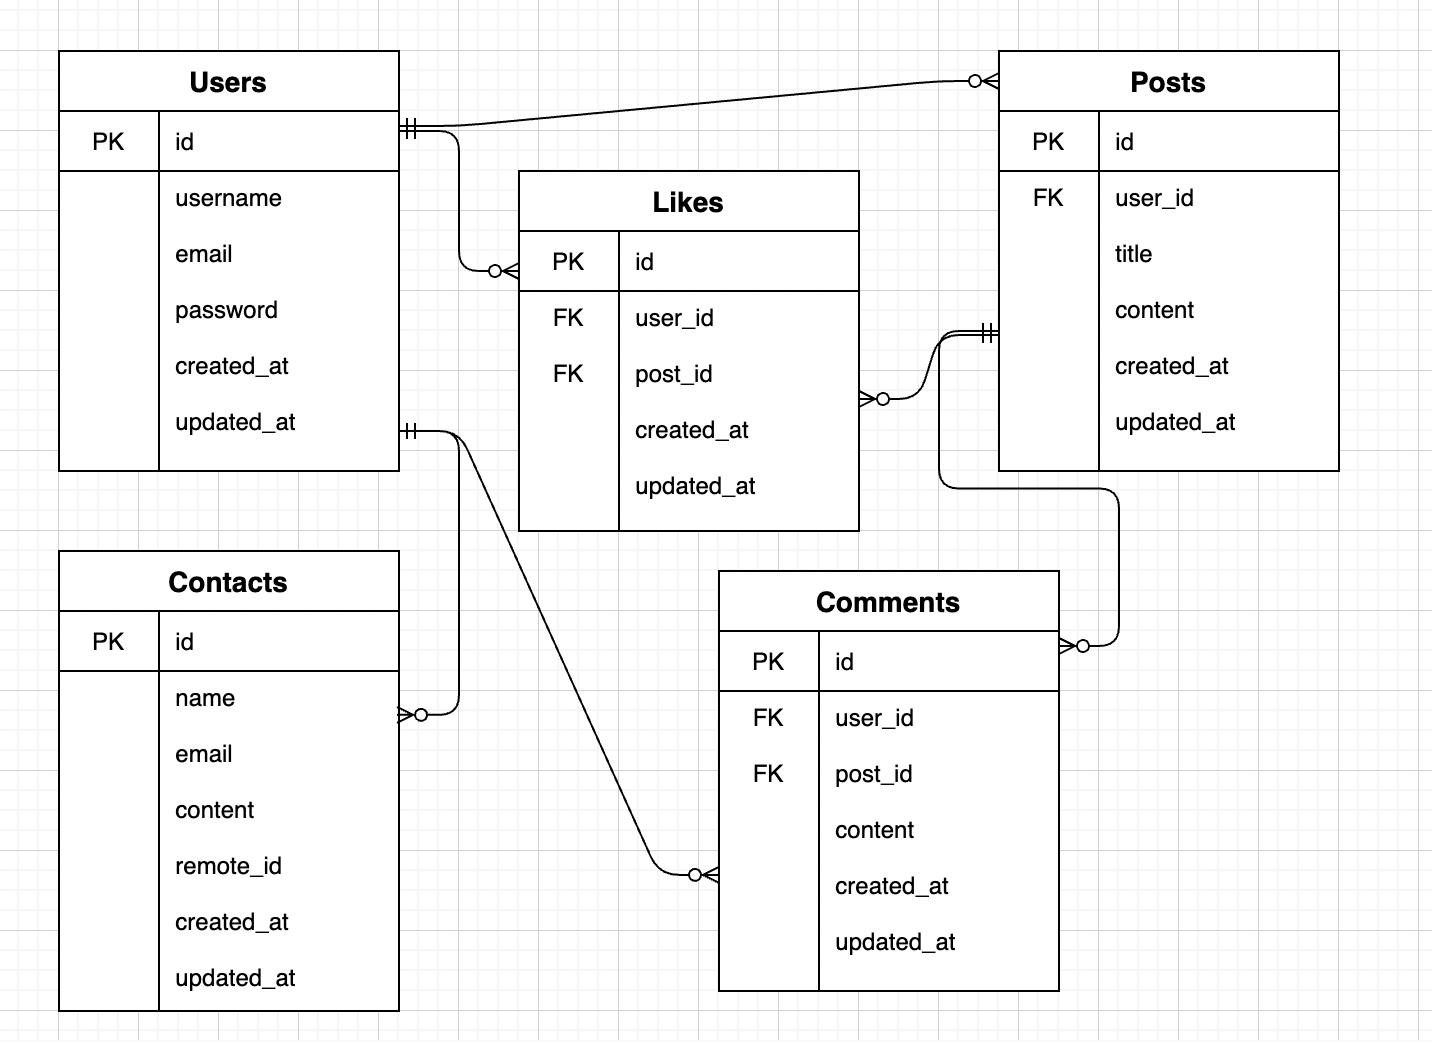 Users
PK id
username
email
password
created_at
updated_at
Likes
PK id
FK user_id
FK post_id
created_at
updated_at
Posts
PK id
FK user_id
title
content
created_at
updated_at
Contacts
PK id
name
email
content
remote_id
created_at
updated_at
Comments
PK id
FK user_id
FK post_id
content
created_at
updated_at